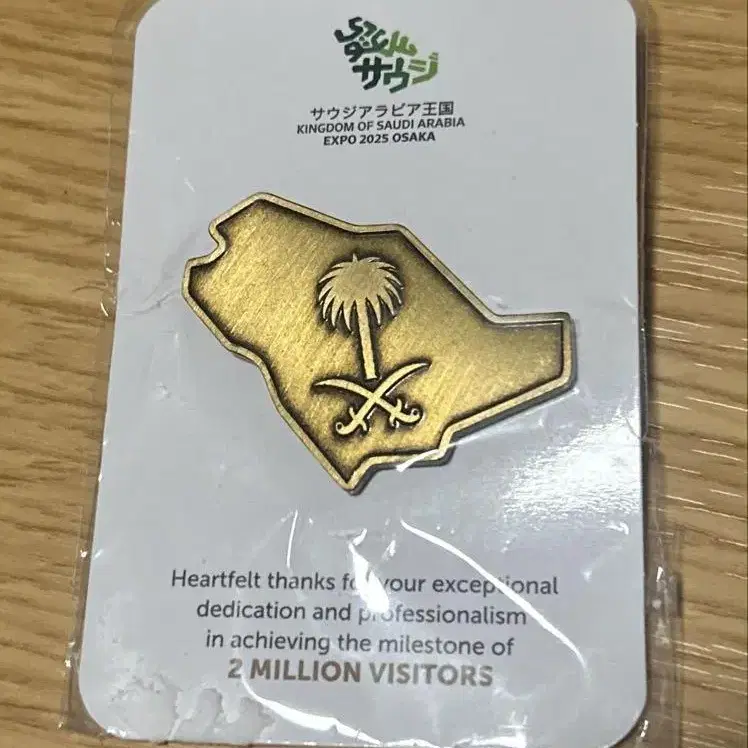 サウジ
サウジアラビア王国
KINGDOM OF SAUDI ARABIA
EXPO 2025 OSAKA
Heartfelt thanks for your exceptional
dedication and professionalism
in achieving the milestone of
2 MILLION VISITORS